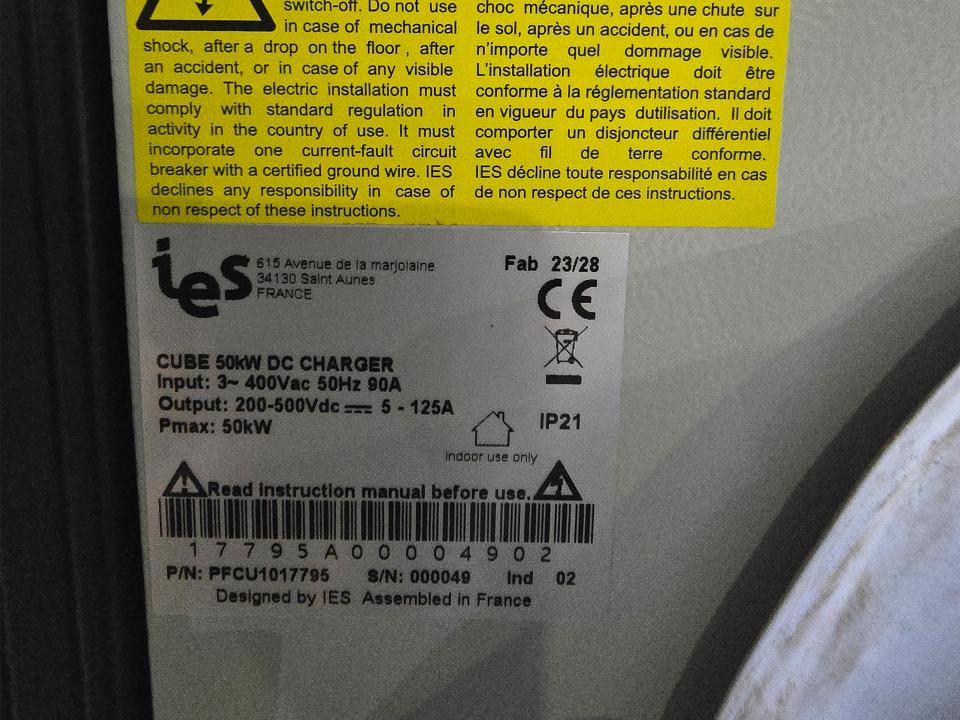 switch-off. Do not use
in case of mechanical
shock, after a drop on the floor , after
an accident, or in case of any visible
damage. The electric installation must
comply with standard regulation in
activity in the country of use. It must
incorporate one current-fault circuit
breaker with a certified ground wire. IES
declines any responsibility in case of
non respect of these instructions.
choc mécanique, après une chute sur
le sol, après un accident, ou en cas de
n'importe quel dommage visible.
L'installation électrique doit être
conforme à la réglementation standard
en vigueur du pays dutilisation. Il doit
comporter un disjoncteur différentiel
avec fil de terre conforme.
IES décline toute responsabilité en cas
de non respect de ces instructions.
ies
615 Avenue de la marjolaine
34130 Saint Aunes
FRANCE
Fab 23/28
CE
CUBE 50kW DC CHARGER
Input: 3~ 400Vac 50Hz 90A
Output: 200-500Vdc ⎓ 5 - 125A
Pmax: 50kW
IP21
Indoor use only
Read instruction manual before use.
17795A00004902
P/N: PFCU1017795 S/N: 000049 Ind 02
Designed by IES Assembled in France